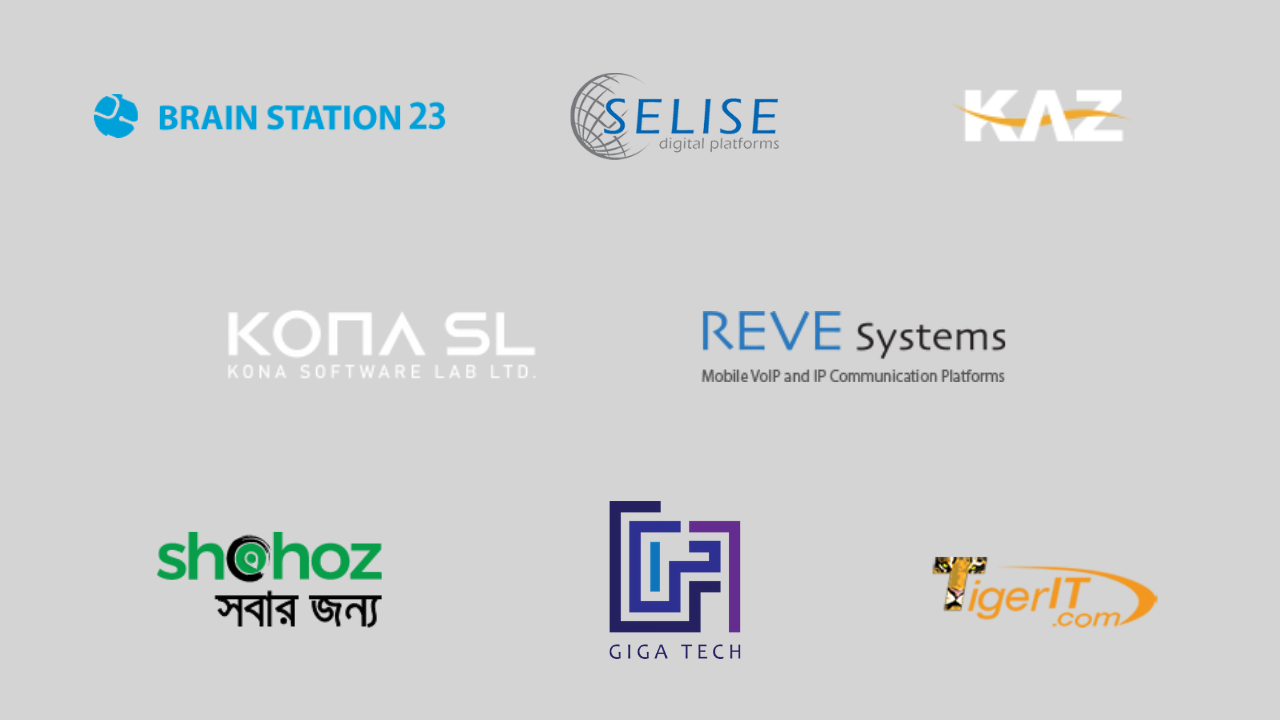 BRAIN STATION 23
SELISE
digital platforms
KAZ
KONA SL
KONA SOFTWARE LAB LTD.
REVE Systems
Mobile VoIP and IP Communication Platforms
shohoz
সবার জন্য
GIGA TECH
TigerIT
.com